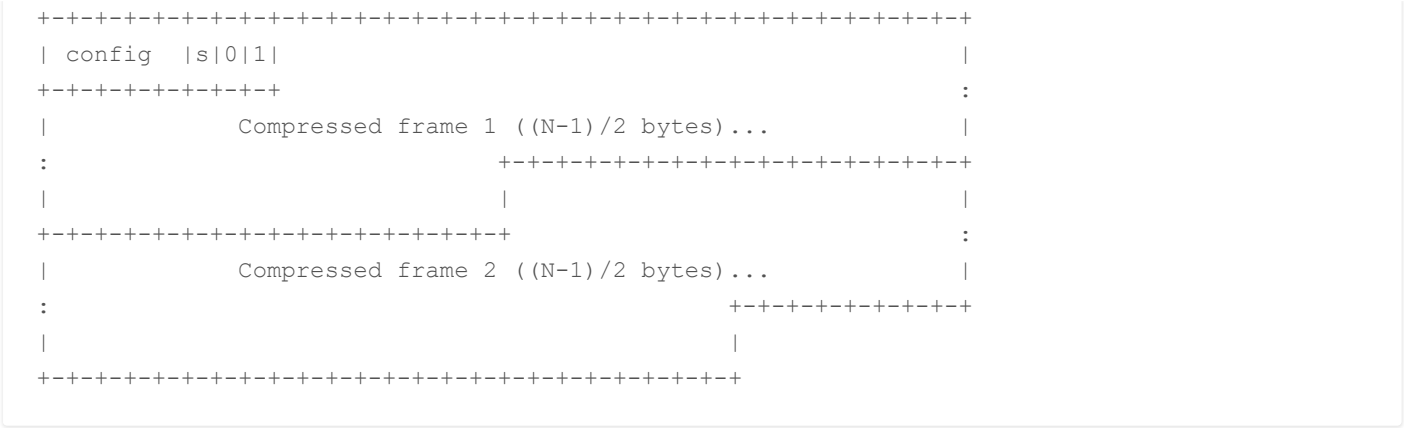 +-+-+-+-+-+-+-+-+-+-+-+-+-+-+-+-+-+-+-+-+-+-+-+-+-+-+-+-+-+-+-+-+
| config  |s|0|1|                                               |
+-+-+-+-+-+-+-+-+                                               :
|             Compressed frame 1 ((N-1)/2 bytes)...             |
:                               +-+-+-+-+-+-+-+-+-+-+-+-+-+-+-+-+
|                               |                               |
+-+-+-+-+-+-+-+-+-+-+-+-+-+-+-+-+                               :
|             Compressed frame 2 ((N-1)/2 bytes)...             |
:                                               +-+-+-+-+-+-+-+-+
|                                               |
+-+-+-+-+-+-+-+-+-+-+-+-+-+-+-+-+-+-+-+-+-+-+-+-+